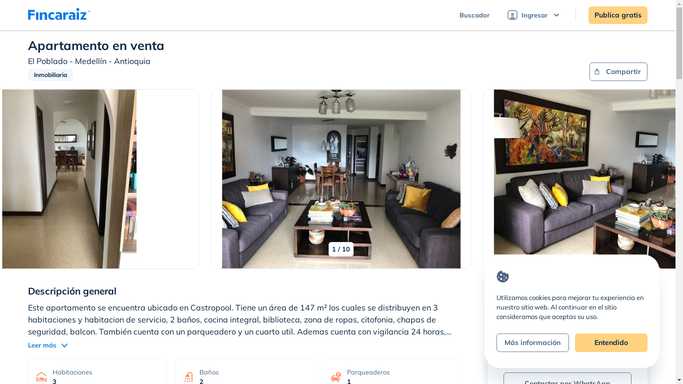 Fincaraiz
Buscador
Ingresar
Publica gratis
Apartamento en venta
El Poblado - Medellín - Antioquia
Inmobiliaria
Compartir
1 / 10
Descripción general
Este apartamento se encuentra ubicado en Castropool. Tiene un área de 147 m² los cuales se distribuyen en 3
habitaciones y habitacion de servicio, 2 baños, cocina integral, biblioteca, zona de ropas, citofonia, chapas de
seguridad, balcon. También cuenta con un parqueadero y un cuarto util. Ademas cuenta con vigilancia 24 horas,...
Leer más
Habitaciones
3
Baños
2
Parqueaderos
1
Utilizamos cookies para mejorar tu experiencia en
nuestro sitio web. Al continuar en el sitio
consideramos que aceptas su uso.
Más información
Entendido
Contactar por WhatsApp